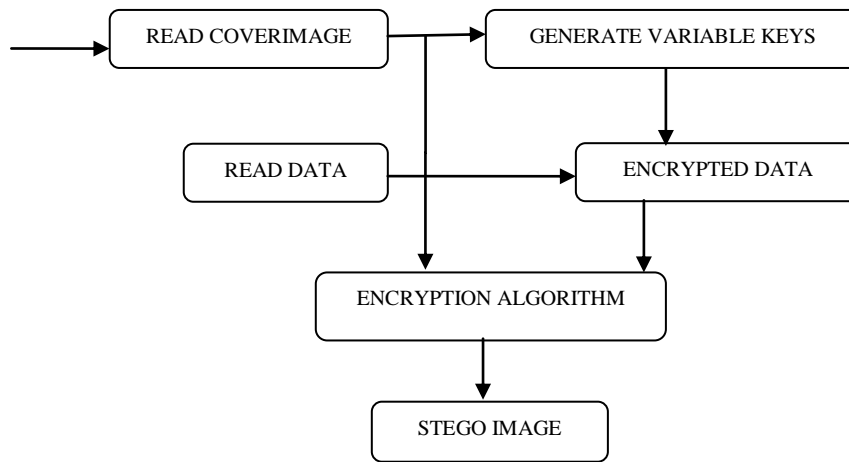 READ COVERIMAGE
GENERATE VARIABLE KEYS
READ DATA
ENCRYPTED DATA
ENCRYPTION ALGORITHM
STEGO IMAGE